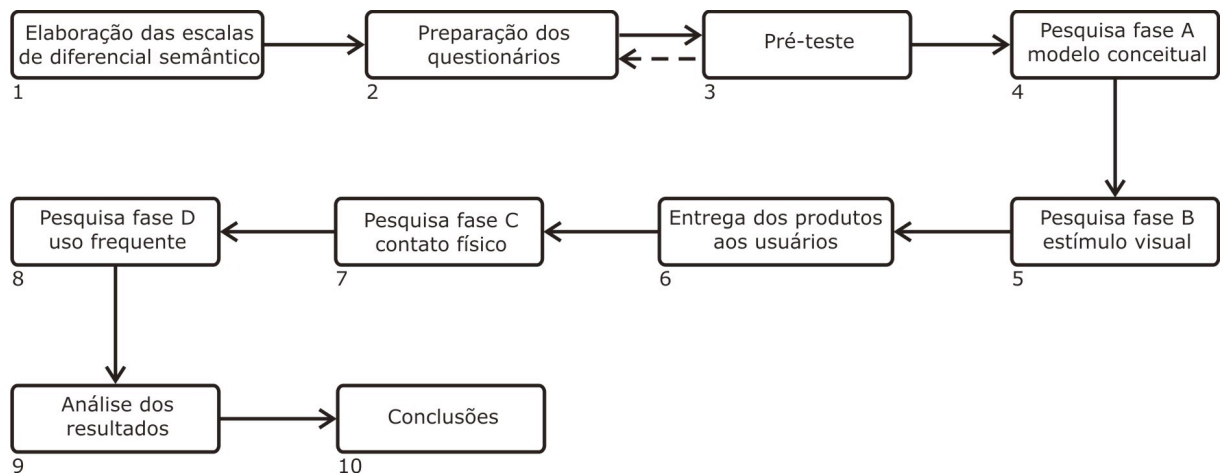 Elaboração das escalas
de diferencial semântico
1
Preparação dos
questionários
2
Pré-teste
3
Pesquisa fase A
modelo conceitual
4
Pesquisa fase B
estímulo visual
5
Entrega dos produtos
aos usuários
6
Pesquisa fase C
contato físico
7
Pesquisa fase D
uso frequente
8
Análise dos
resultados
9
Conclusões
10